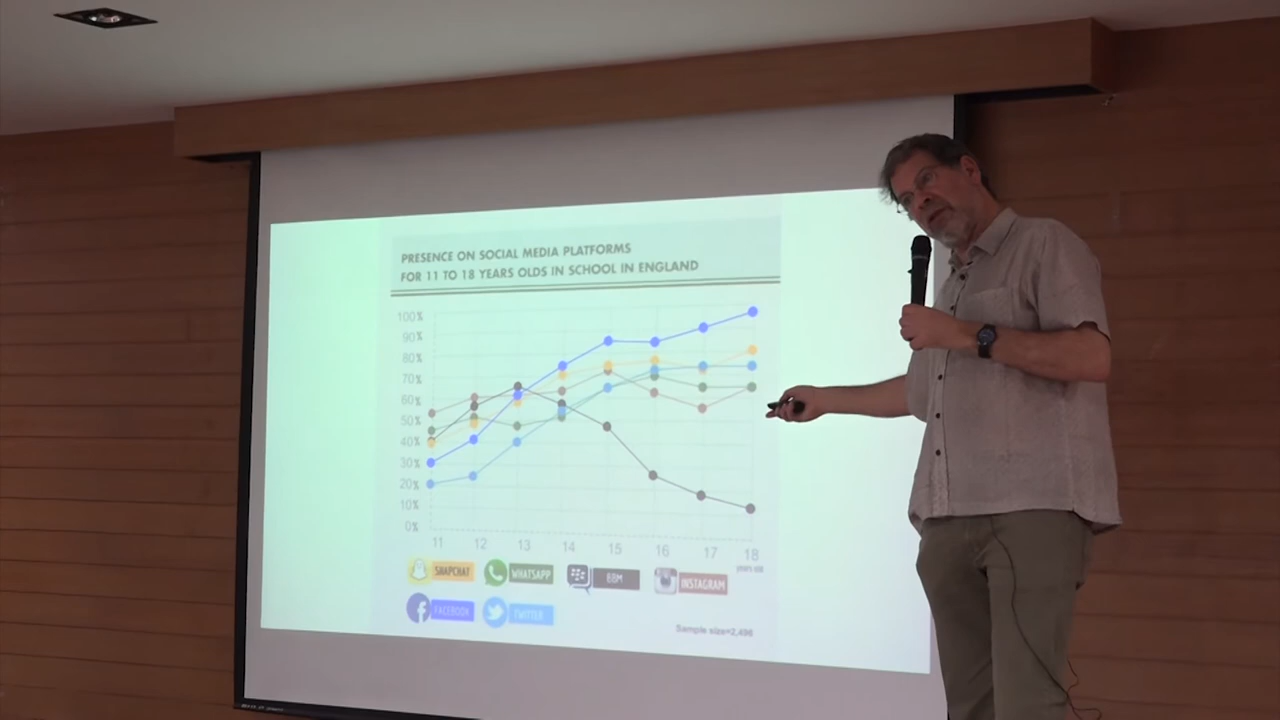 PRESENCE ON SOCIAL MEDIA PLATFORMS
FOR 11 TO 18 YEARS OLDS IN SCHOOL IN ENGLAND
100%
90%
80%
70%
60%
50%
40%
30%
20%
10%
0%
11 12 13 14 15 16 17 18
years old
SNAPCHAT WHATSAPP BBM INSTAGRAM
FACEBOOK TWITTER
Sample size=2,496